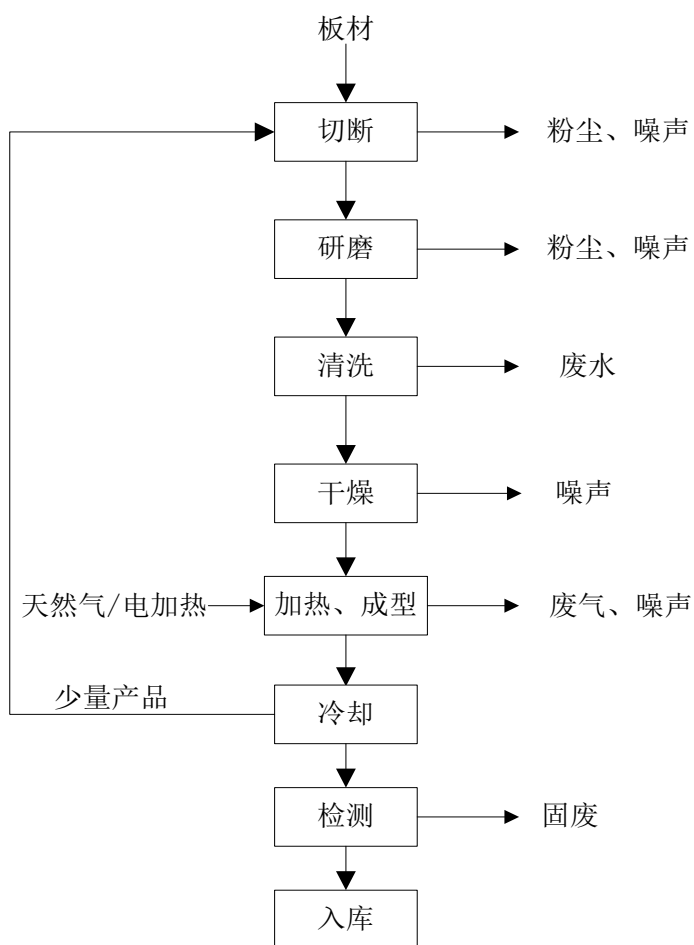 板材
切断
粉尘、噪声
研磨
粉尘、噪声
清洗
废水
干燥
噪声
天然气/电加热
加热、成型
废气、噪声
少量产品
冷却
检测
固废
入库